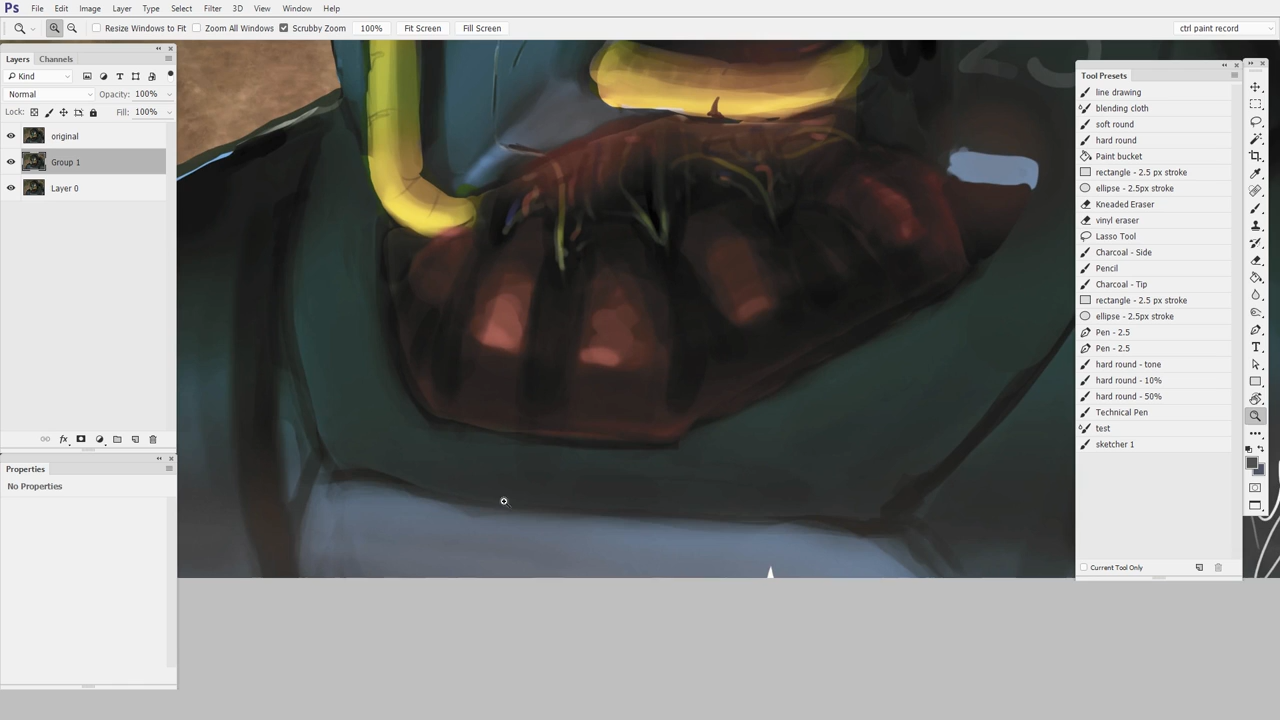 Ps File Edit Image Layer Type Select Filter 3D View Window Help
Resize Windows to Fit Zoom All Windows Scrubby Zoom 100% Fit Screen Fill Screen ctrl paint record
Layers Channels
Kind
Normal Opacity: 100%
Lock: Fill: 100%
original
Group 1
Layer 0
fx
Properties
No Properties
Tool Presets
line drawing
blending cloth
soft round
hard round
Paint bucket
rectangle - 2.5 px stroke
ellipse - 2.5px stroke
Kneaded Eraser
vinyl eraser
Lasso Tool
Charcoal - Side
Pencil
Charcoal - Tip
rectangle - 2.5 px stroke
ellipse - 2.5px stroke
Pen - 2.5
Pen - 2.5
hard round - tone
hard round - 10%
hard round - 50%
Technical Pen
test
sketcher 1
Current Tool Only